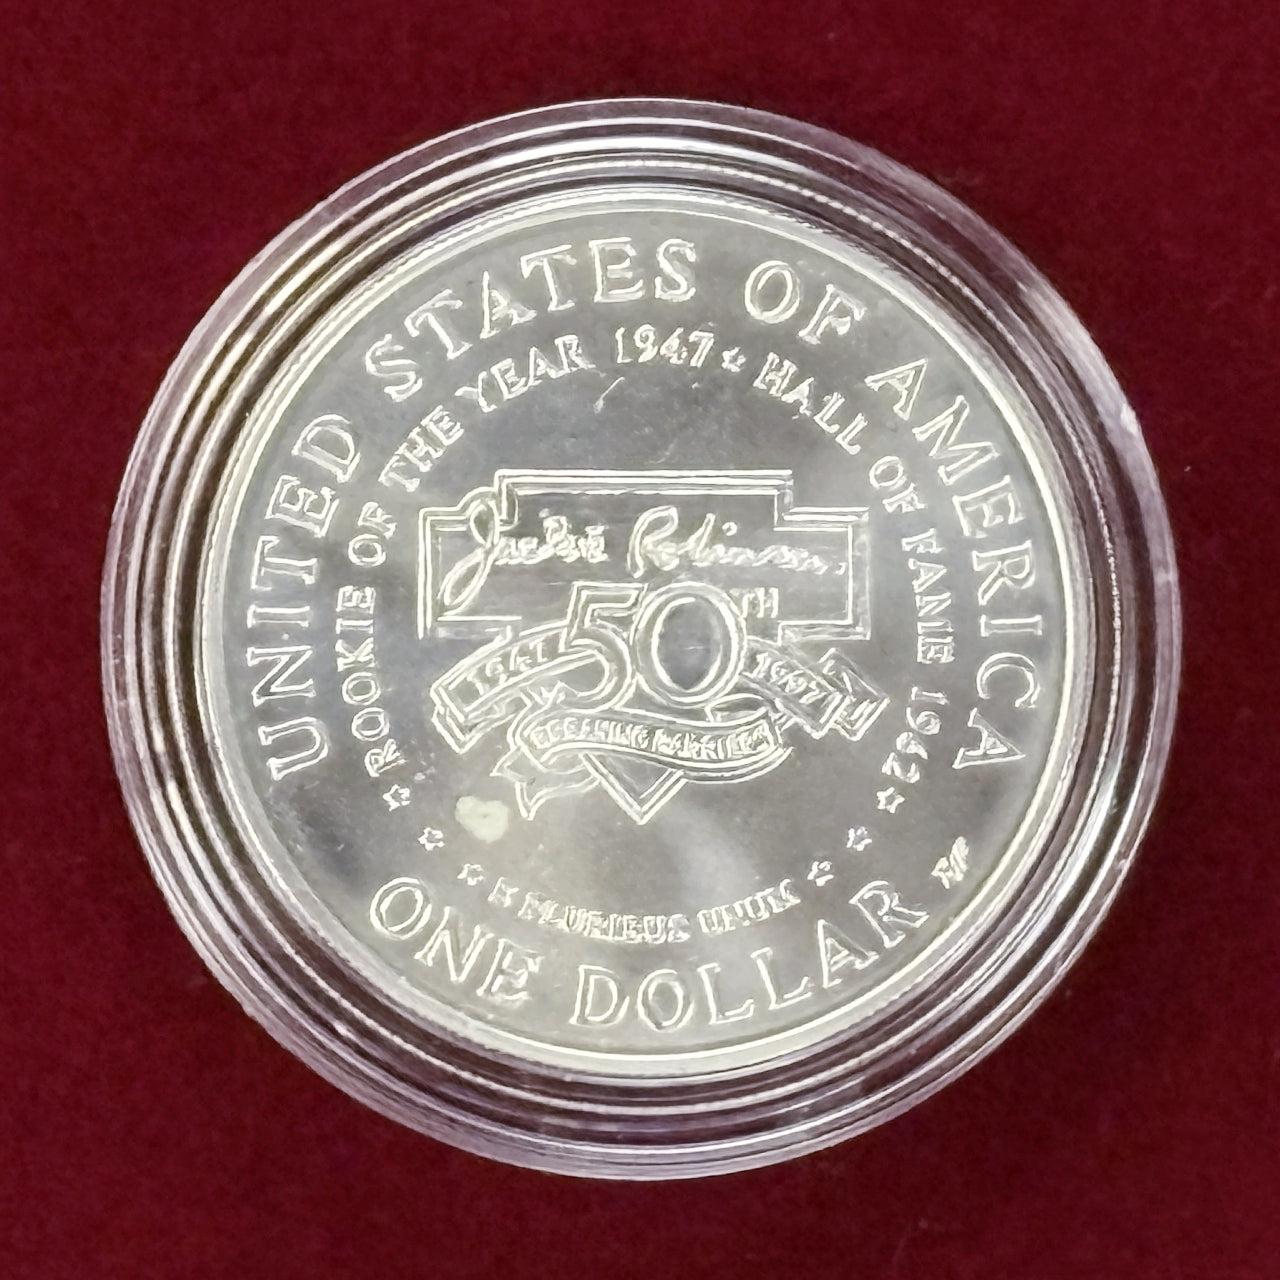 UNITED STATES OF AMERICA
ROOKIE OF THE YEAR 1947 ☆ HALL OF FAME 1962
Jackie Robinson
50TH
1947 1997
BREAKING BARRIERS
E PLURIBUS UNUM
ONE DOLLAR